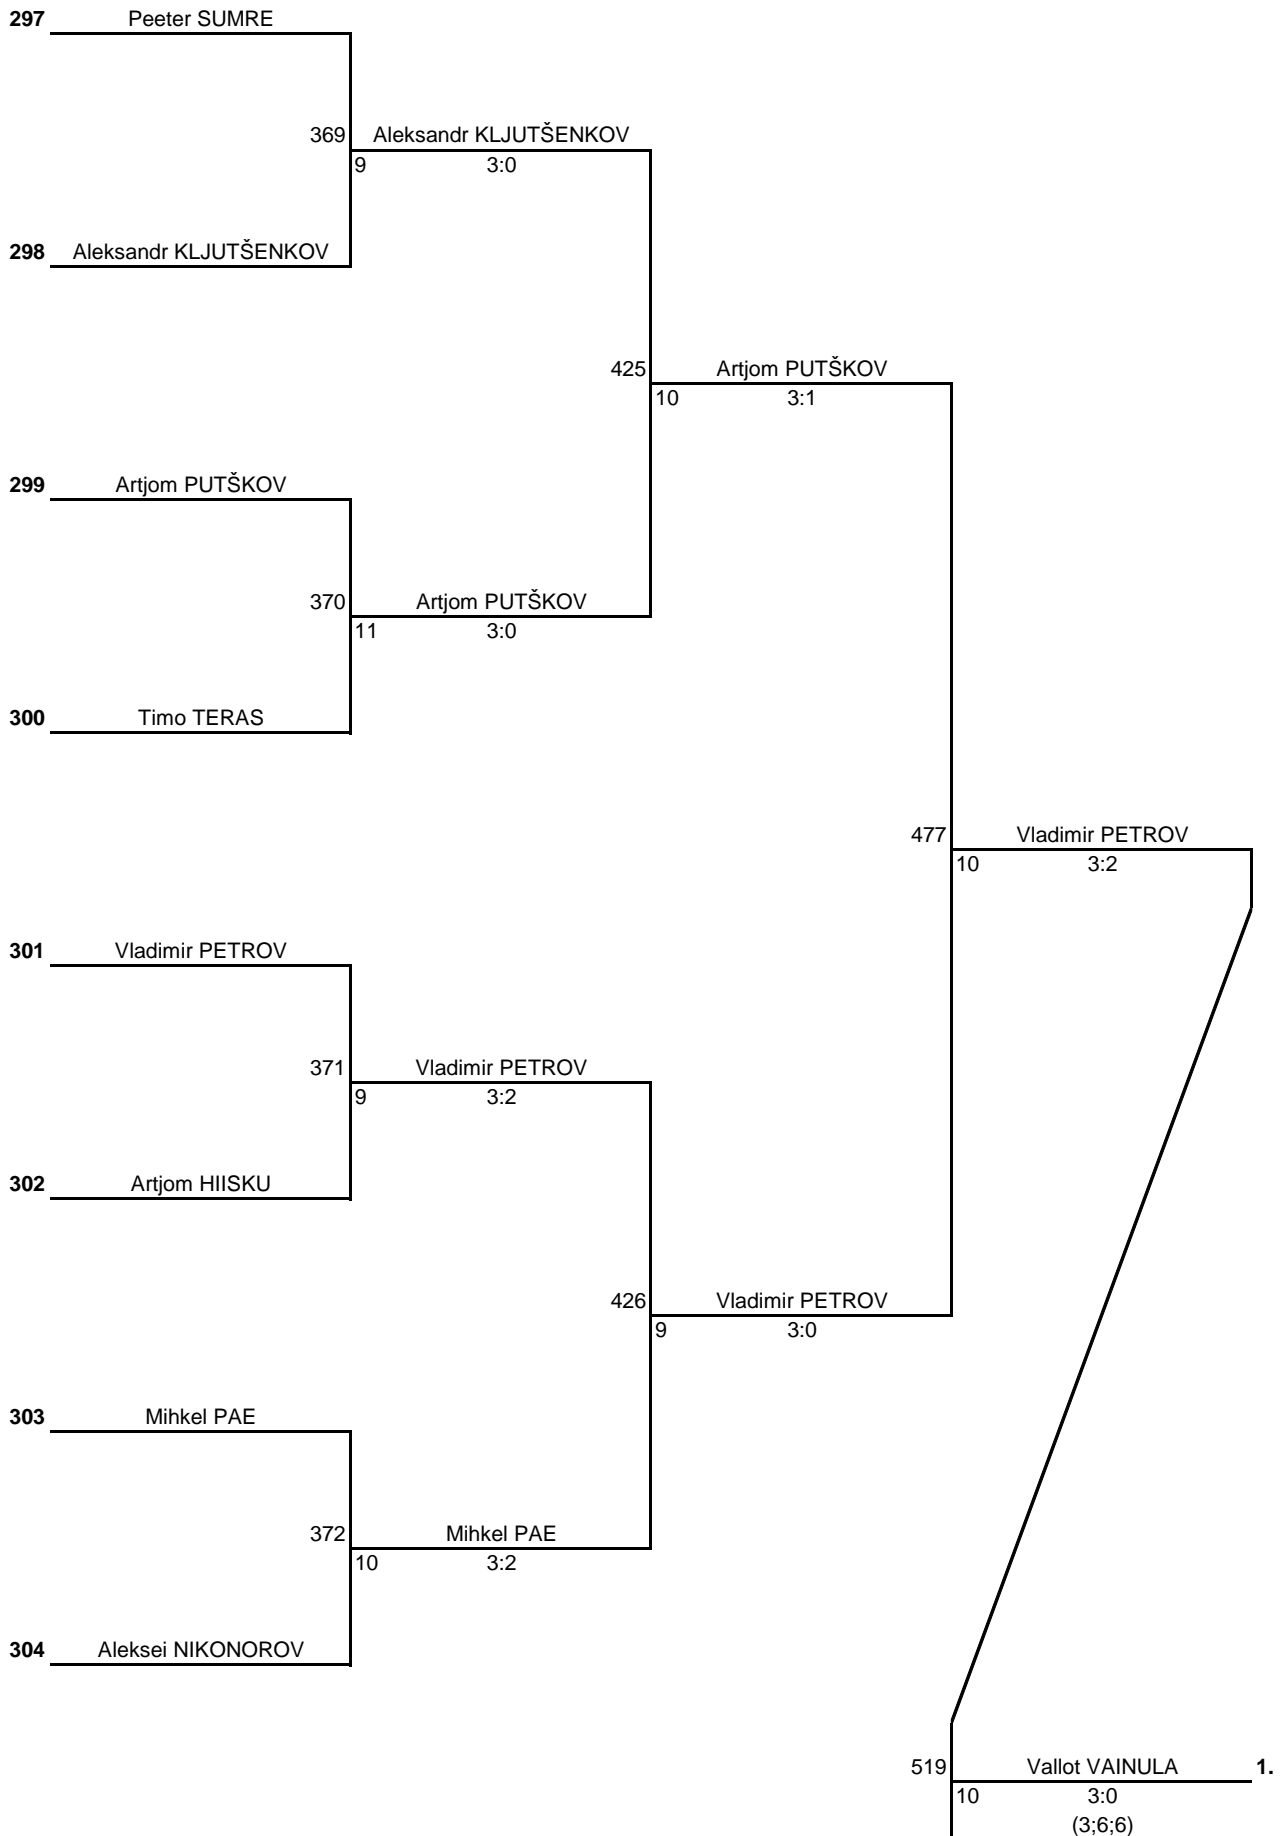 297 Peeter SUMRE
369 Aleksandr KLJUTŠENKOV
9 3:0
298 Aleksandr KLJUTŠENKOV
425 Artjom PUTŠKOV
10 3:1
299 Artjom PUTŠKOV
370 Artjom PUTŠKOV
11 3:0
300 Timo TERAS
477 Vladimir PETROV
10 3:2
301 Vladimir PETROV
371 Vladimir PETROV
9 3:2
302 Artjom HIISKU
426 Vladimir PETROV
9 3:0
303 Mihkel PAE
372 Mihkel PAE
10 3:2
304 Aleksei NIKONOROV
519 Vallot VAINULA 1.
10 3:0
(3;6;6)